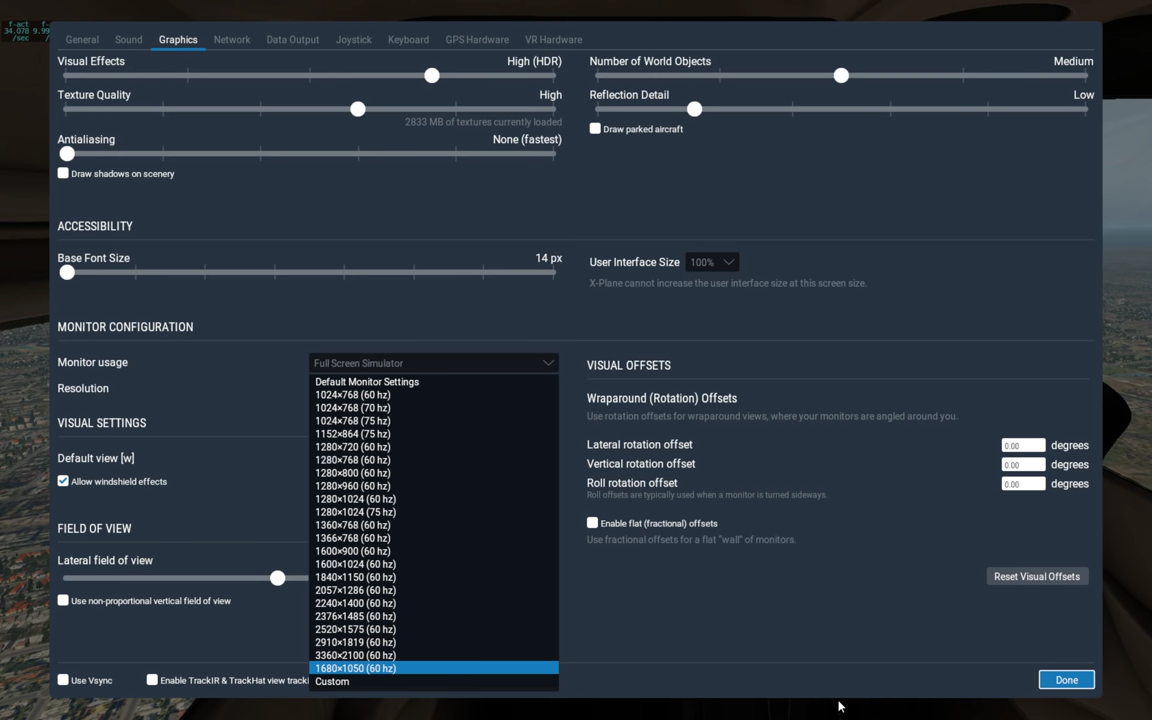 f-act f-
34.078 9.99
/sec /
General Sound Graphics Network Data Output Joystick Keyboard GPS Hardware VR Hardware
Visual Effects High (HDR)
Number of World Objects Medium
Texture Quality High
Reflection Detail Low
2833 MB of textures currently loaded
Draw parked aircraft
Antialiasing None (fastest)
Draw shadows on scenery
ACCESSIBILITY
Base Font Size 14 px
User Interface Size 100%
X-Plane cannot increase the user interface size at this screen size.
MONITOR CONFIGURATION
Monitor usage Full Screen Simulator
Resolution
Default Monitor Settings
1024×768 (60 hz)
1024×768 (70 hz)
1024×768 (75 hz)
1152×864 (75 hz)
1280×720 (60 hz)
1280×768 (60 hz)
1280×800 (60 hz)
1280×960 (60 hz)
1280×1024 (60 hz)
1280×1024 (75 hz)
1360×768 (60 hz)
1366×768 (60 hz)
1600×900 (60 hz)
1600×1024 (60 hz)
1840×1150 (60 hz)
2057×1286 (60 hz)
2240×1400 (60 hz)
2376×1485 (60 hz)
2520×1575 (60 hz)
2910×1819 (60 hz)
3360×2100 (60 hz)
1680×1050 (60 hz)
Custom
VISUAL SETTINGS
Default view [w]
Allow windshield effects
FIELD OF VIEW
Lateral field of view
Use non-proportional vertical field of view
VISUAL OFFSETS
Wraparound (Rotation) Offsets
Use rotation offsets for wraparound views, where your monitors are angled around you.
Lateral rotation offset 0.00 degrees
Vertical rotation offset 0.00 degrees
Roll rotation offset 0.00 degrees
Roll offsets are typically used when a monitor is turned sideways.
Enable flat (fractional) offsets
Use fractional offsets for a flat "wall" of monitors.
Reset Visual Offsets
Use Vsync Enable TrackIR & TrackHat view tracki
Done